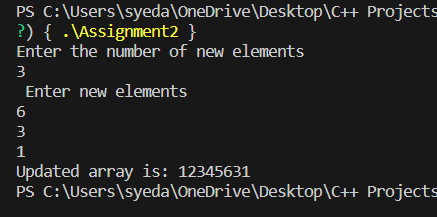 PS C:\Users\syeda\OneDrive\Desktop\C++ Projects
?) { .\Assignment2 }
Enter the number of new elements
3
 Enter new elements
6
3
1
Updated array is: 12345631
PS C:\Users\syeda\OneDrive\Desktop\C++ Projects